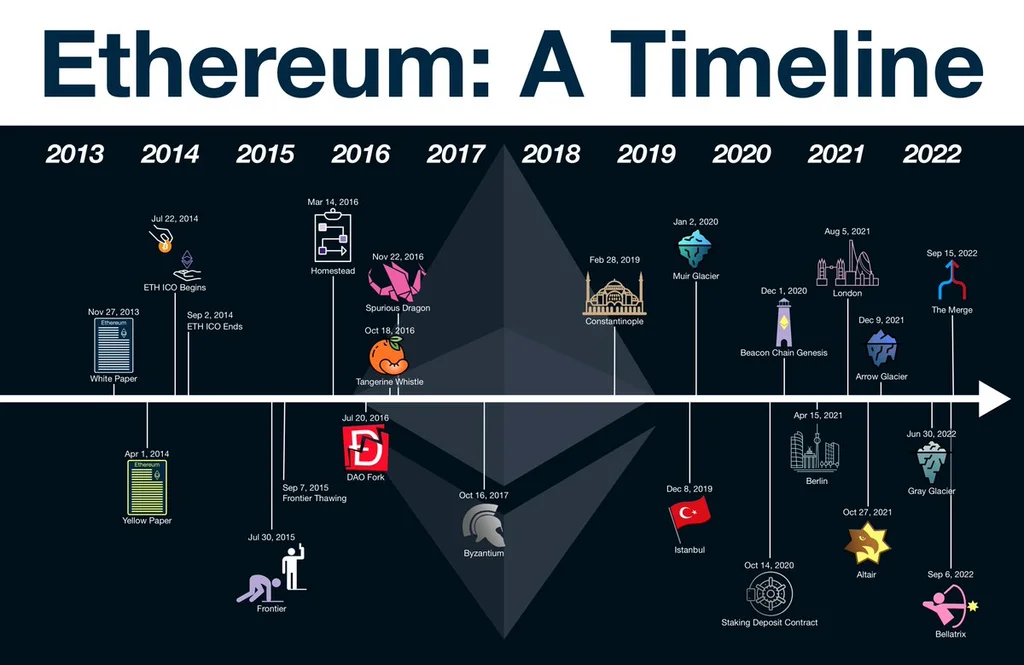 Ethereum: A Timeline
2013 2014 2015 2016 2017 2018 2019 2020 2021 2022
Nov 27, 2013
Ethereum
White Paper
Apr 1, 2014
Ethereum
Yellow Paper
Jul 22, 2014
ETH ICO Begins
Sep 2, 2014
ETH ICO Ends
Jul 30, 2015
Frontier
Sep 7, 2015
Frontier Thawing
Mar 14, 2016
Homestead
Jul 20, 2016
DAO Fork
Oct 18, 2016
Tangerine Whistle
Nov 22, 2016
Spurious Dragon
Oct 16, 2017
Byzantium
Feb 28, 2019
Constantinople
Dec 8, 2019
Istanbul
Jan 2, 2020
Muir Glacier
Oct 14, 2020
Staking Deposit Contract
Dec 1, 2020
Beacon Chain Genesis
Apr 15, 2021
Berlin
Aug 5, 2021
London
Oct 27, 2021
Altair
Dec 9, 2021
Arrow Glacier
Jun 30, 2022
Gray Glacier
Sep 6, 2022
Bellatrix
Sep 15, 2022
The Merge